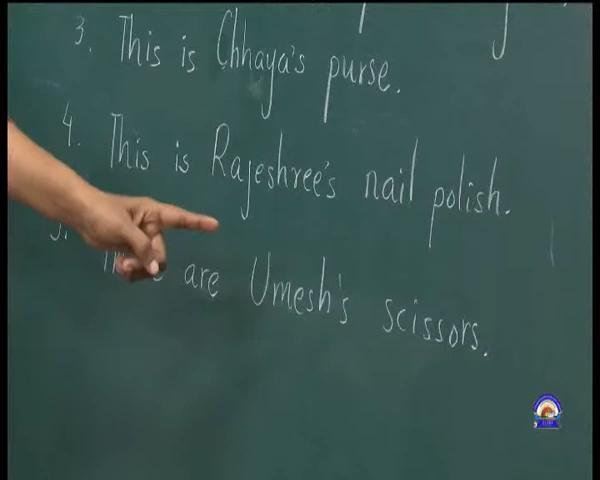 3. This is Chhaya's purse.
4. This is Rajeshree's nail polish.
are Umesh's scissors.